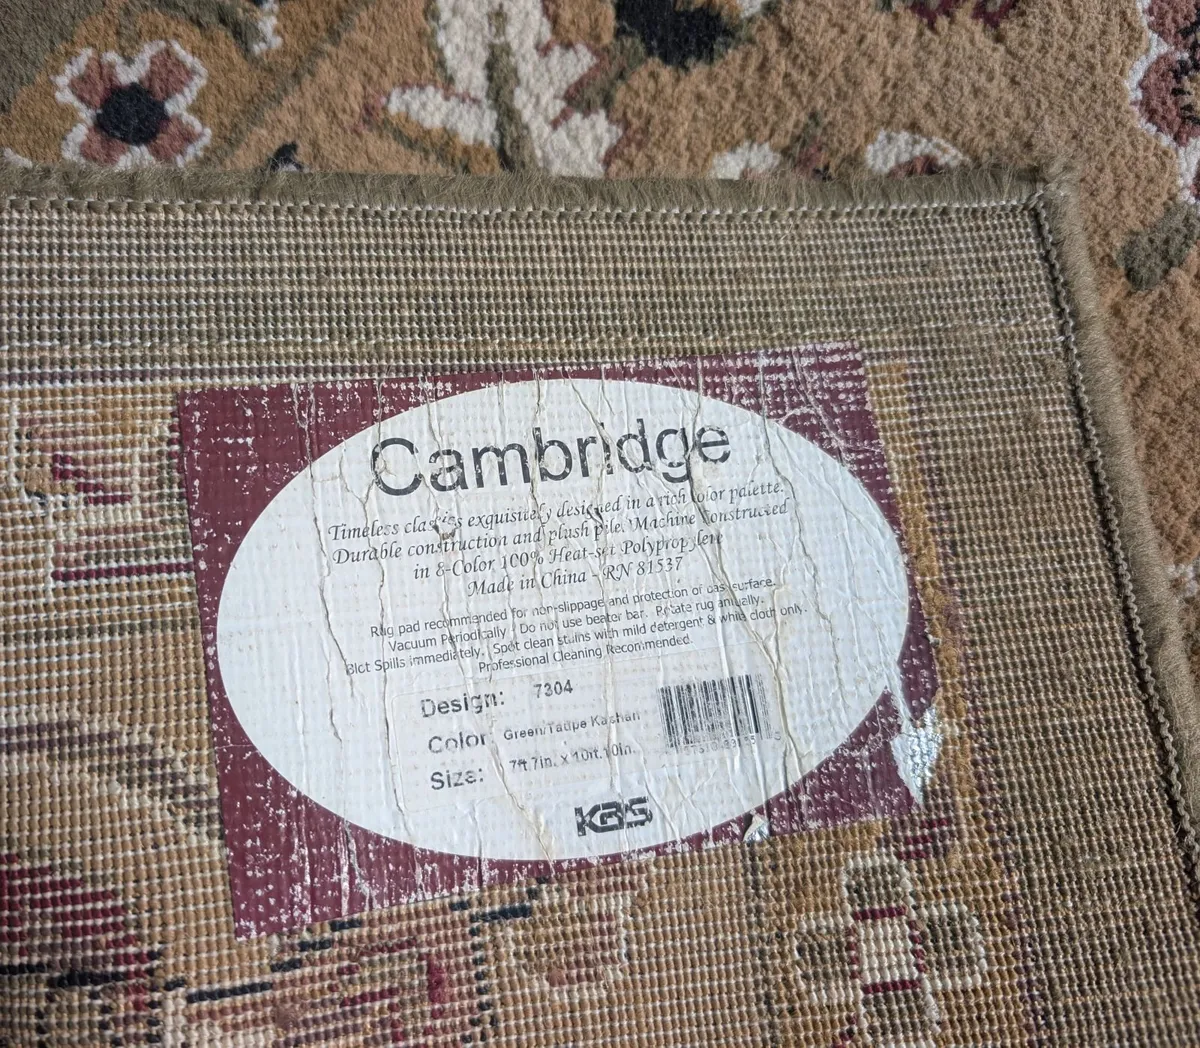 Cambridge
Timeless classics exquisitely designed in a rich color palette.
Durable construction and plush pile. Machine Constructed
in 8-Color 100% Heat-set Polypropylene
Made in China - RN 81537
Rug pad recommended for non-slippage and protection of surface.
Vacuum Periodically. Do not use beater bar. Rotate rug annually.
Blot Spills immediately. Spot clean stains with mild detergent & white cloth only.
Professional Cleaning Recommended.
Design: 7304
Color: Green/Taupe Kashan
Size: 7ft 7in. x 10ft.10in.
KAS